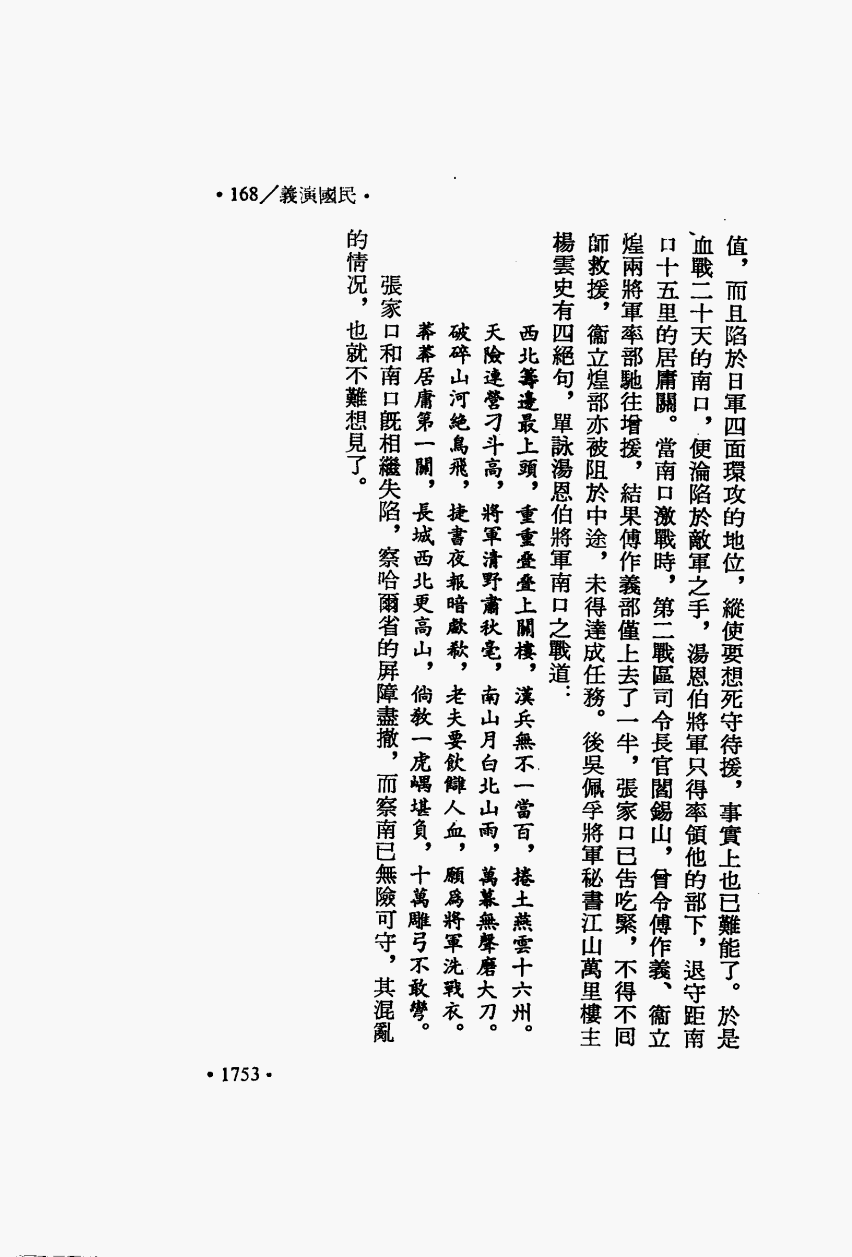 •168／義演國民•
值，而且陷於日軍四面環攻的地位，縱使要想死守待援，事實上也已難能了。於是
血戰二十天的南口，便淪陷於敵軍之手，湯恩伯將軍只得率領他的部下，退守距南
口十五里的居庸關。當南口激戰時，第二戰區司令長官閻錫山，曾令傅作義、衞立
煌兩將軍率部馳往增援，結果傅作義部僅上去了一半，張家口已告吃緊，不得不囘
師救援，衞立煌部亦被阻於中途，未得達成任務。後吳佩孚將軍秘書江山萬里樓主
楊雲史有四絕句，單詠湯恩伯將軍南口之戰道：
西北籌邊最上頭，重重疊疊上關樓，漢兵無不一當百，捲土燕雲十六州。
天險連營刁斗高，將軍清野肅秋毫，南山月白北山雨，萬幕無聲磨大刀。
破碎山河絕鳥飛，捷書夜報暗歔欷，老夫要飲讎人血，願爲將軍洗戰衣。
莽莽居庸第一關，長城西北更高山，倘教一虎嵎堪負，十萬雕弓不敢彎。
張家口和南口既相繼失陷，察哈爾省的屏障盡撤，而察南已無險可守，其混亂
的情況，也就不難想見了。
•1753•